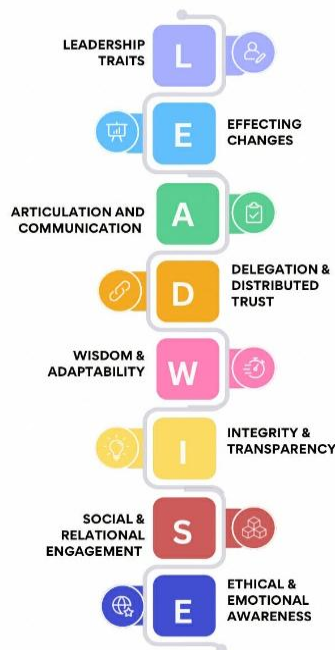 LEADERSHIP
TRAITS
L
E
EFFECTING
CHANGES
ARTICULATION AND
COMMUNICATION
A
D
DELEGATION &
DISTRIBUTED
TRUST
WISDOM &
ADAPTABILITY
W
I
INTEGRITY &
TRANSPARENCY
SOCIAL &
RELATIONAL
ENGAGEMENT
S
E
ETHICAL &
EMOTIONAL
AWARENESS